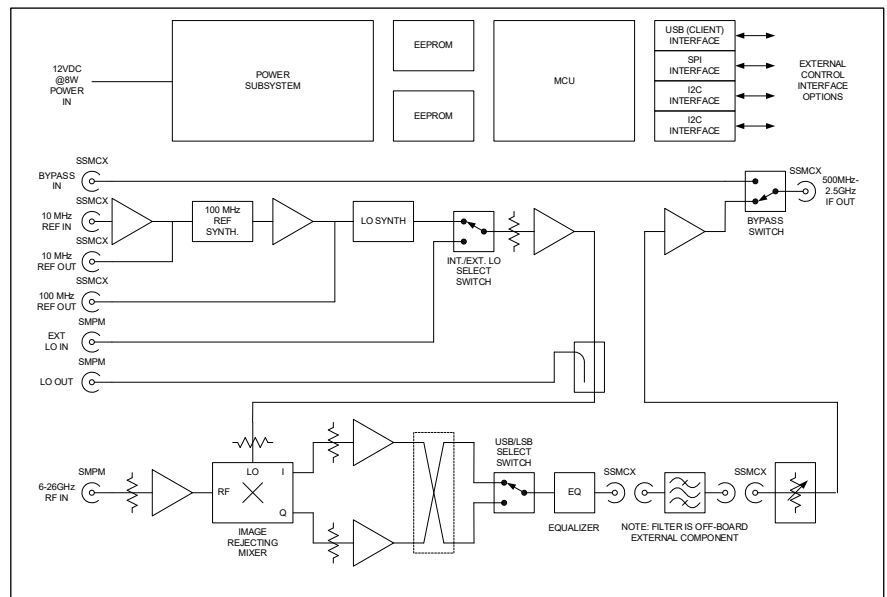 12VDC
@8W
POWER
IN
POWER
SUBSYSTEM
EEPROM
EEPROM
MCU
USB (CLIENT)
INTERFACE
SPI
INTERFACE
I2C
INTERFACE
I2C
INTERFACE
EXTERNAL
CONTROL
INTERFACE
OPTIONS
SSMCX
BYPASS
IN
SSMCX
10 MHz
REF IN
SSMCX
10 MHz
REF OUT
SSMCX
100 MHz
REF OUT
SMPM
EXT
LO IN
SMPM
LO OUT
100 MHz
REF
SYNTH.
LO SYNTH
INT./EXT. LO
SELECT
SWITCH
SSMCX
500MHz-
2.5GHz
IF OUT
BYPASS
SWITCH
SMPM
6-26GHz
RF IN
LO
I
RF
Q
IMAGE
REJECTING
MIXER
USB/LSB
SELECT
SWITCH
EQ
EQUALIZER
SSMCX
SSMCX
NOTE: FILTER IS OFF-BOARD
EXTERNAL COMPONENT